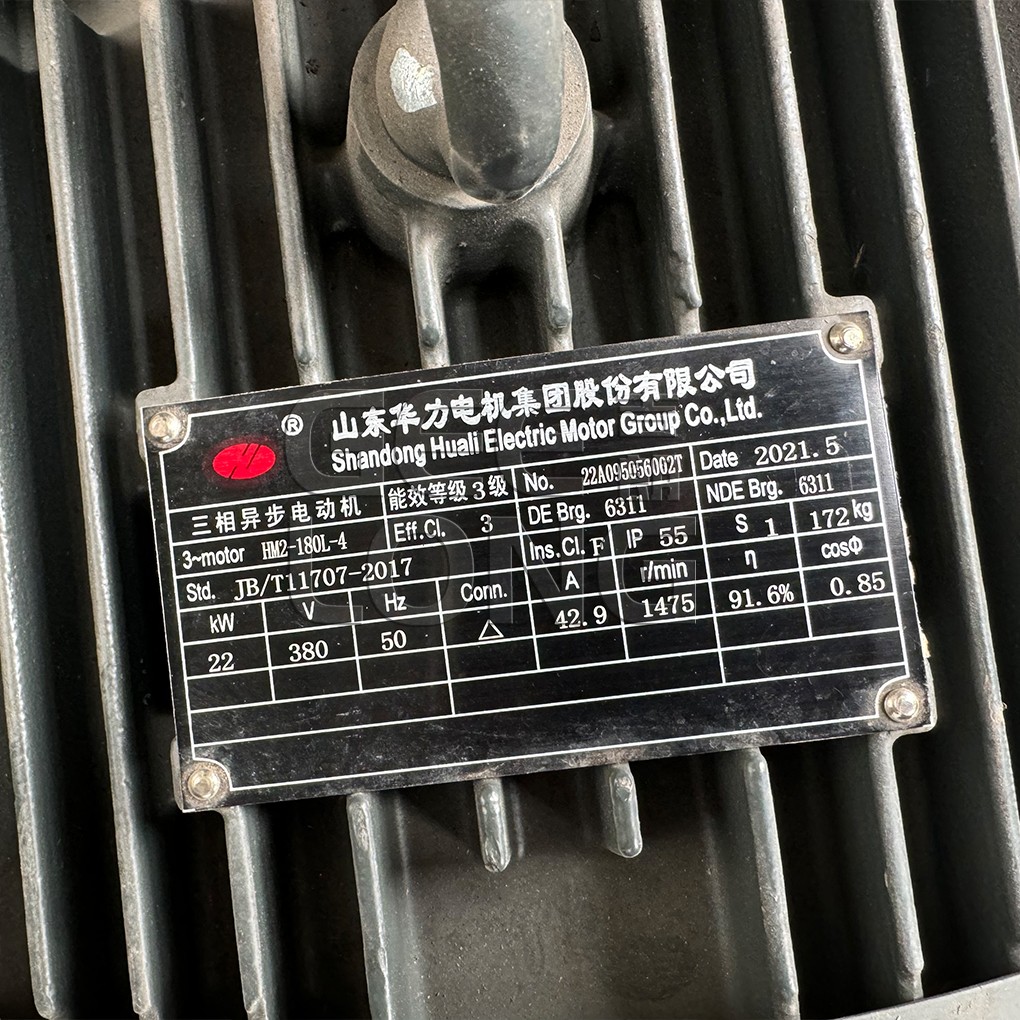 ® 山东华力电机集团股份有限公司
Shandong Huali Electric Motor Group Co.,Ltd.
三相异步电动机 能效等级 3 级 No. 22A095056002T Date 2021.5
3~motor HM2-180L-4 Eff.Cl. 3 DE Brg. 6311 NDE Brg. 6311
Std. JB/T11707-2017 Ins.Cl. F IP 55 S 1 172 kg
kW V Hz Conn. A r/min η cosΦ
22 380 50 △ 42.9 1475 91.6% 0.85